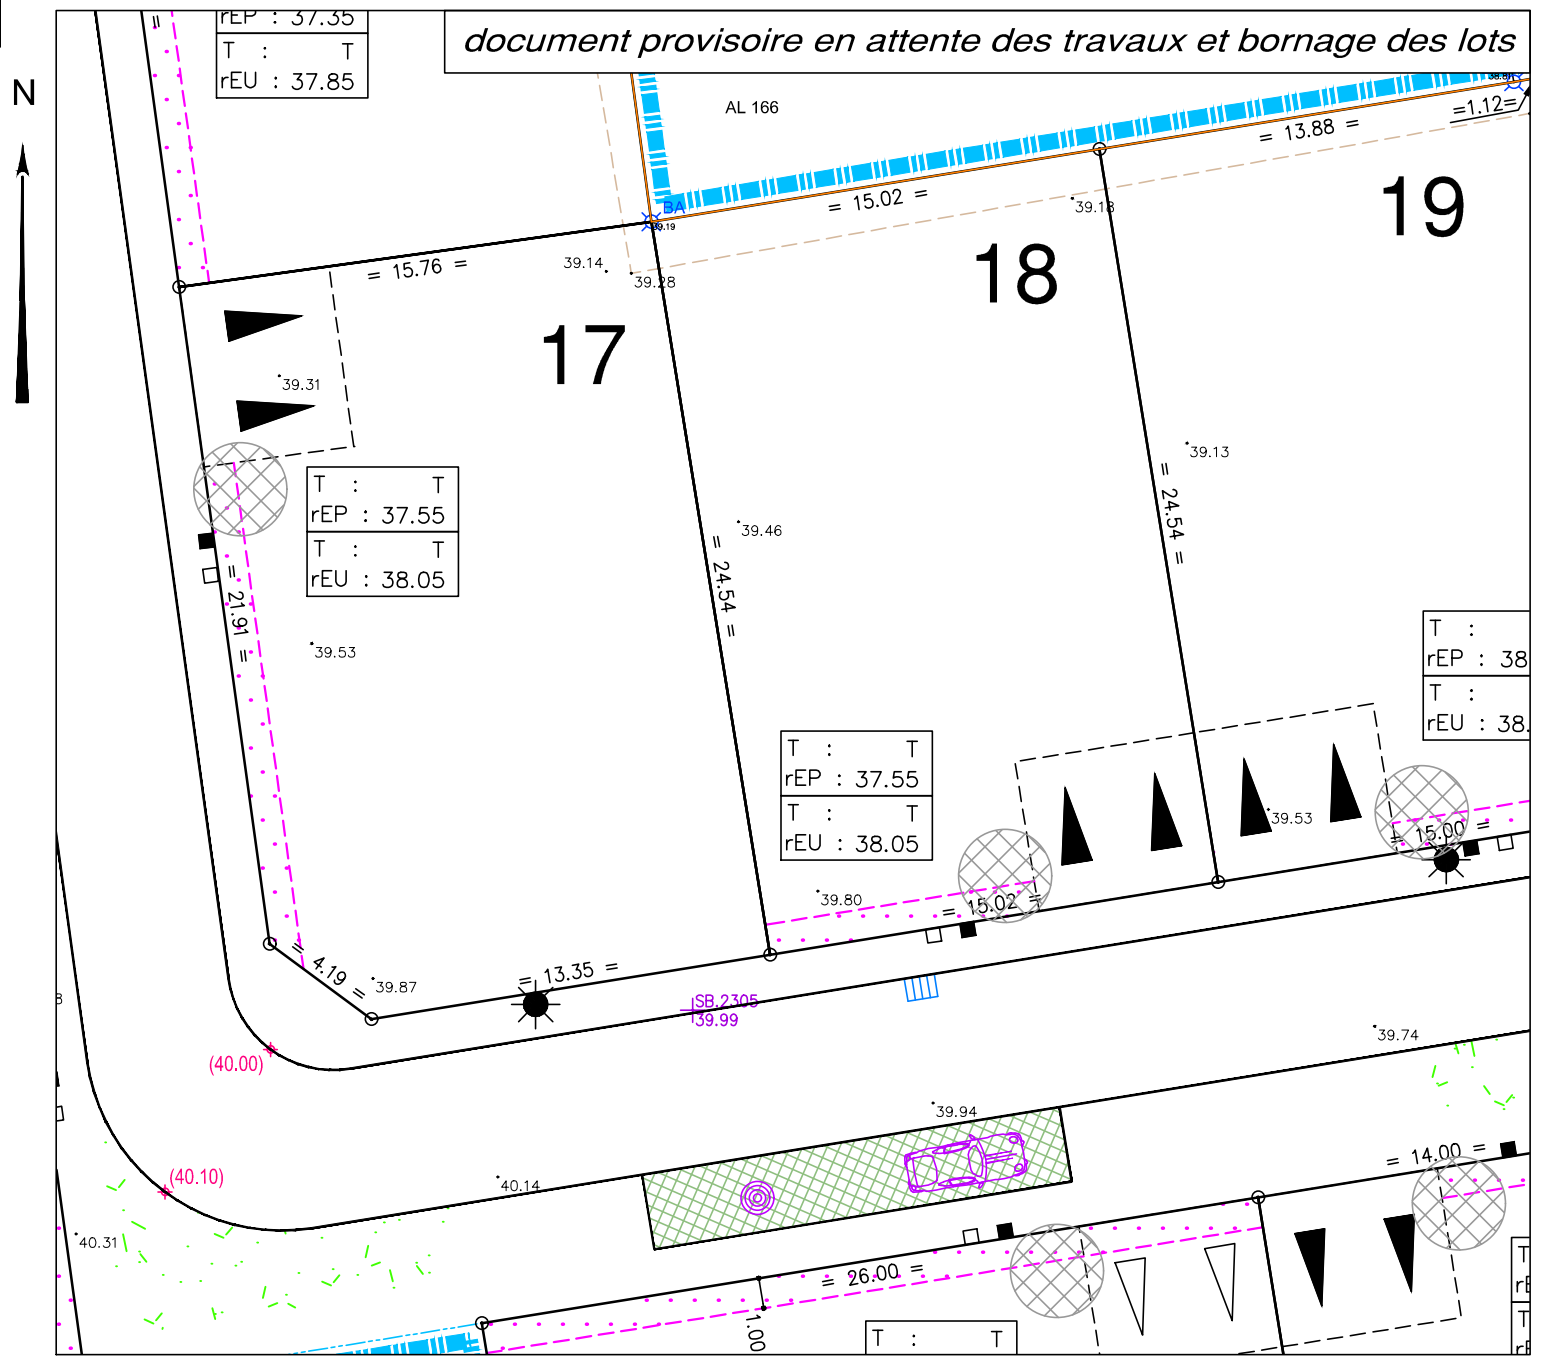 rEP : 37.35
T : T
rEU : 37.85
document provisoire en attente des travaux et bornage des lots
N
AL 166
= 1.12 =
= 13.88 =
= 15.02 =
39.18
19
BA
39.19
18
= 15.76 =
39.14
39.28
17
39.31
39.13
T : T
rEP : 37.55
T : T
rEU : 38.05
= 24.54 =
39.46
= 24.54 =
= 21.91 =
39.53
T :
rEP : 38
T :
rEU : 38.
T : T
rEP : 37.55
T : T
rEU : 38.05
39.53
= 15.00 =
39.80
= 15.02 =
= 4.19 =
39.87
= 13.35 =
SB.2305
39.99
8
(40.00)
39.74
39.94
= 14.00 =
(40.10)
40.14
40.31
= 26.00 =
1.00
T : T
T
rE
T